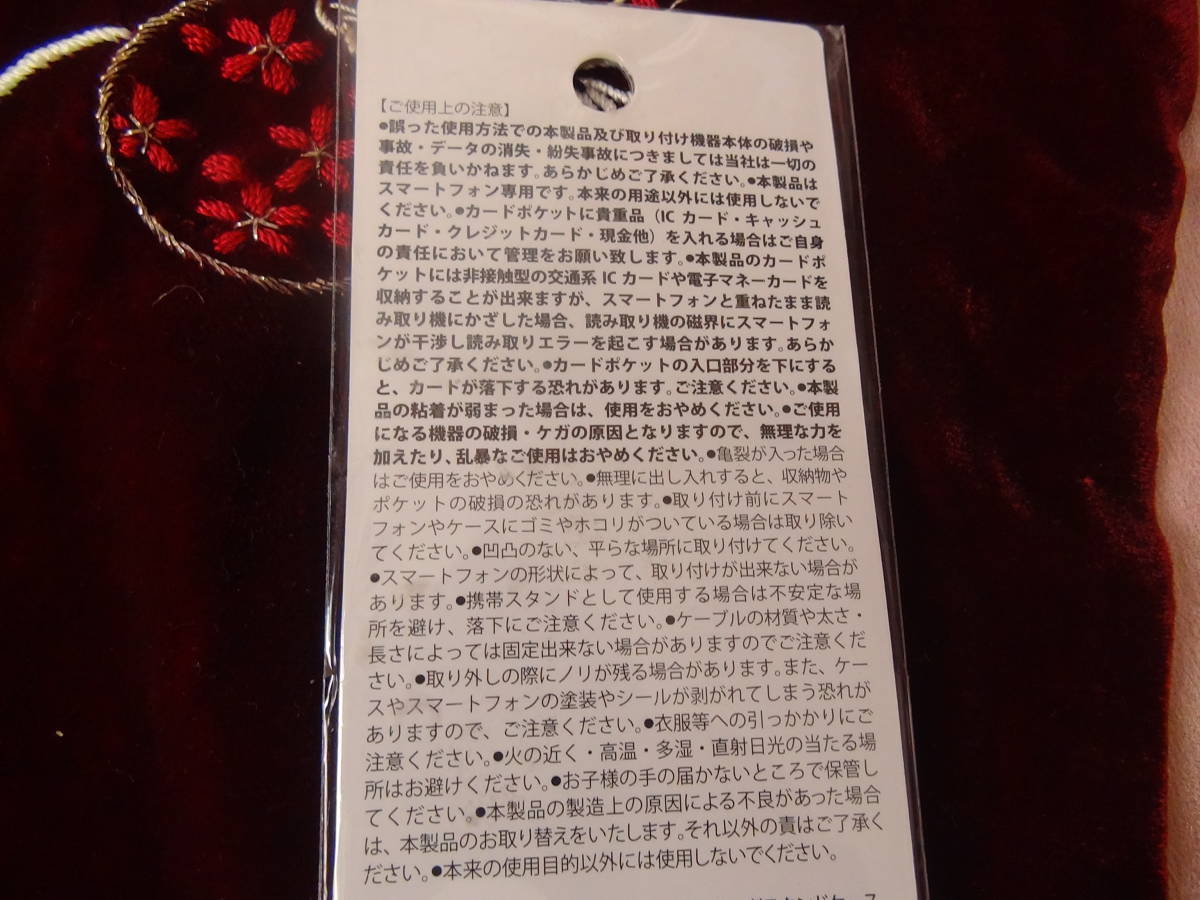 【ご使用上の注意】
●誤った使用方法での本製品及び取り付け機器本体の破損や
事故・データの消失・紛失事故につきましては当社は一切の
責任を負いかねます。あらかじめご了承ください。●本製品は
スマートフォン専用です。本来の用途以外には使用しないで
ください。●カードポケットに貴重品（IC カード・キャッシュ
カード・クレジットカード・現金他）を入れる場合はご自身
の責任において管理をお願い致します。●本製品のカードポ
ケットには非接触型の交通系 IC カードや電子マネーカードを
収納することが出来ますが、スマートフォンと重ねたまま読
み取り機にかざした場合、読み取り機の磁界にスマートフォ
ンが干渉し読み取りエラーを起こす場合があります。あらか
じめご了承ください。●カードポケットの入口部分を下にする
と、カードが落下する恐れがあります。ご注意ください。●本製
品の粘着が弱まった場合は、使用をおやめください。●ご使用
になる機器の破損・ケガの原因となりますので、無理な力を
加えたり、乱暴なご使用はおやめください。●亀裂が入った場合
はご使用をおやめください。●無理に出し入れすると、収納物や
ポケットの破損の恐れがあります。●取り付け前にスマート
フォンやケースにゴミやホコリがついている場合は取り除い
てください。●凹凸のない、平らな場所に取り付けてください。
●スマートフォンの形状によって、取り付けが出来ない場合が
あります。●携帯スタンドとして使用する場合は不安定な場
所を避け、落下にご注意ください。●ケーブルの材質や太さ・
長さによっては固定出来ない場合がありますのでご注意くだ
さい。●取り外しの際にノリが残る場合があります。また、ケー
スやスマートフォンの塗装やシールが剥がれてしまう恐れが
ありますので、ご注意ください。●衣服等への引っかかりにご
注意ください。●火の近く・高温・多湿・直射日光の当たる場
所はお避けください。●お子様の手の届かないところで保管し
てください。●本製品の製造上の原因による不良があった場合
は、本製品のお取り替えをいたします。それ以外の責はご了承く
ださい。●本来の使用目的以外には使用しないでください。